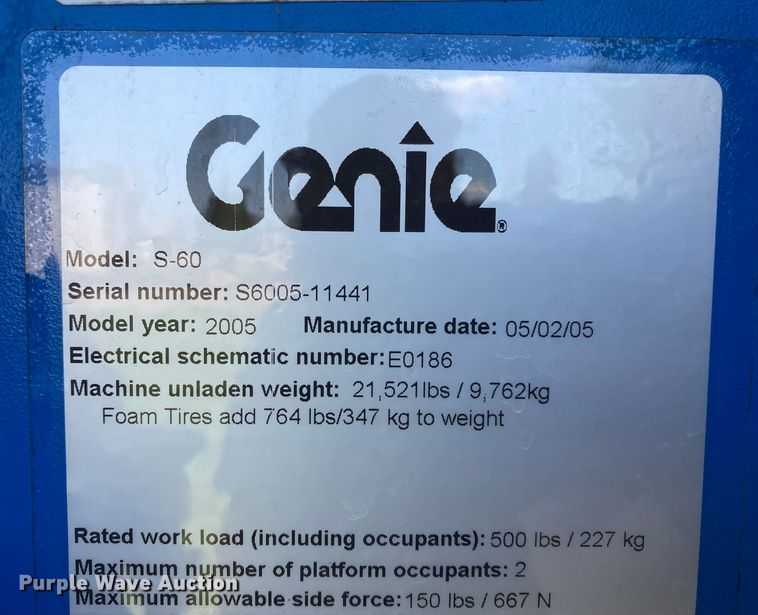 Genie®
Model: S-60
Serial number: S6005-11441
Model year: 2005 Manufacture date: 05/02/05
Electrical schematic number:E0186
Machine unladen weight: 21,521lbs / 9,762kg
Foam Tires add 764 lbs/347 kg to weight
Rated work load (including occupants): 500 lbs / 227 kg
Maximum number of platform occupants: 2
Purple Wave Auction
Maximum allowable side force: 150 lbs / 667 N